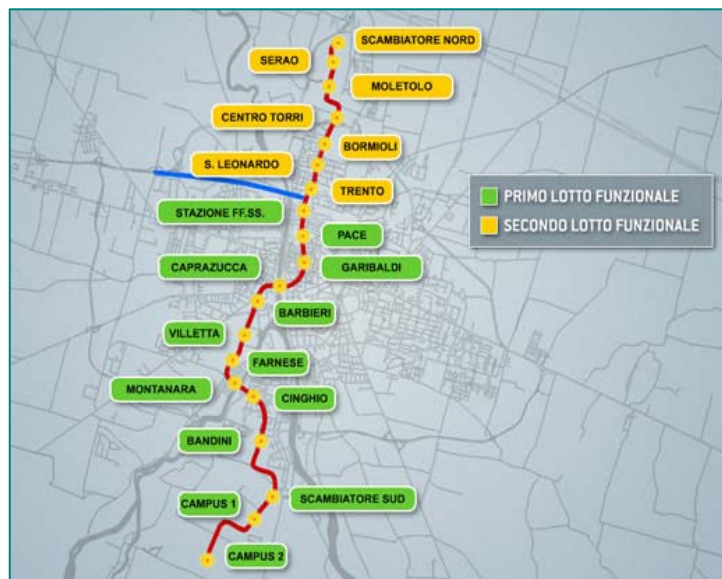 SCAMBIATORE NORD
SERAO
MOLETOLO
CENTRO TORRI
BORMIOLI
S. LEONARDO
TRENTO
STAZIONE FF.SS.
PACE
GARIBALDI
CAPRAZUCCA
BARBIERI
VILLETTA
FARNESE
MONTANARA
CINGHIO
BANDINI
SCAMBIATORE SUD
CAMPUS 1
CAMPUS 2
PRIMO LOTTO FUNZIONALE
SECONDO LOTTO FUNZIONALE